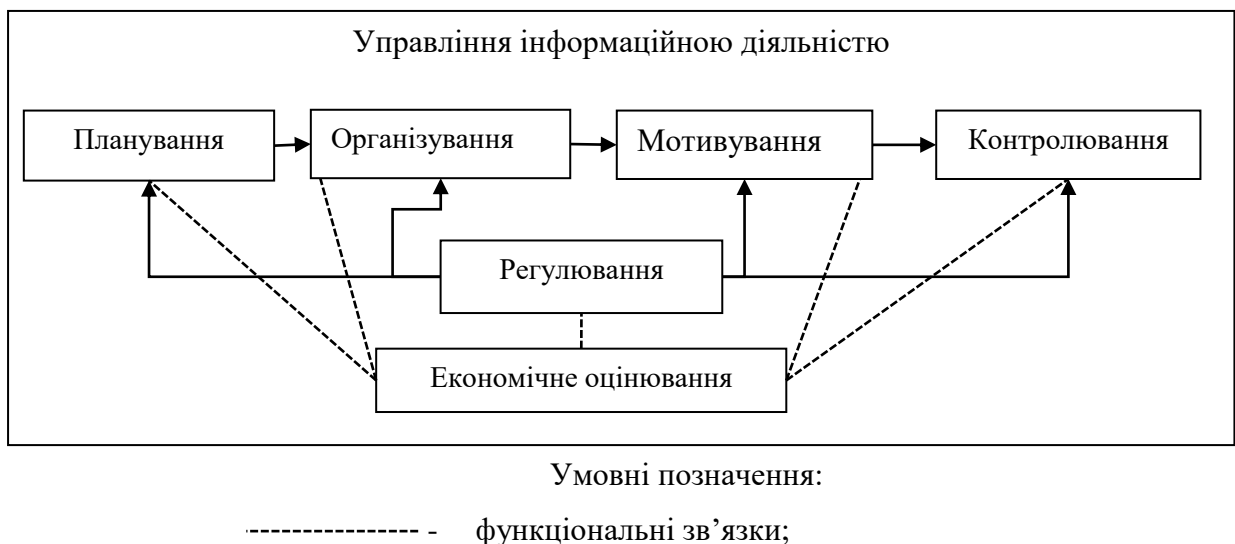 Управління інформаційною діяльністю
Планування
Організування
Мотивування
Контролювання
Регулювання
Економічне оцінювання
Умовні позначення:
- функціональні зв’язки;